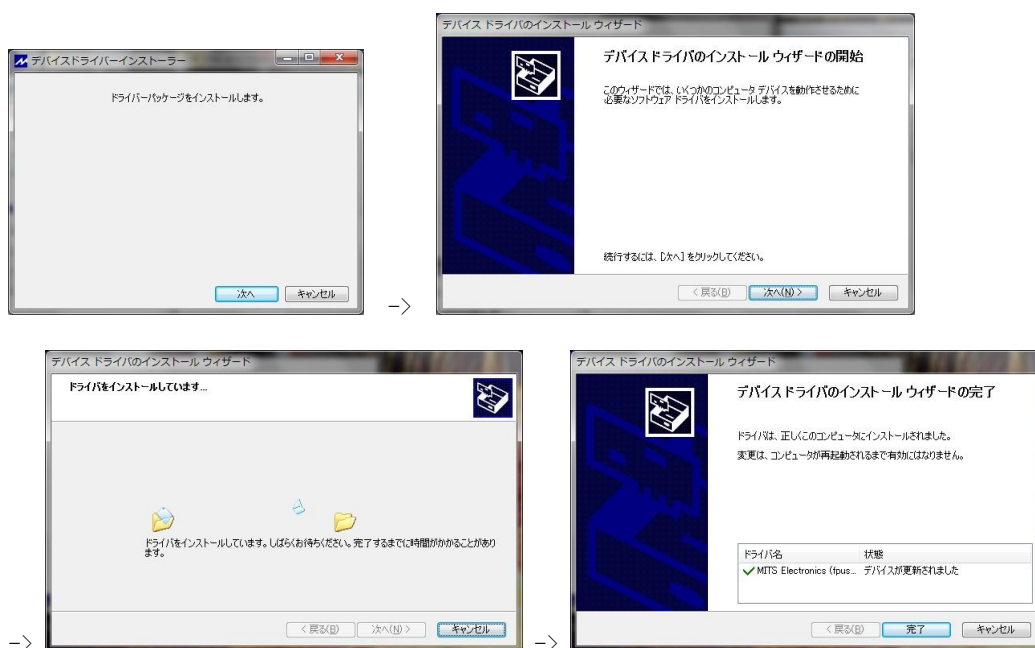 デバイスドライバーインストーラー
ドライバーパッケージをインストールします。
次へ
キャンセル
–>
デバイス ドライバのインストール ウィザード
デバイス ドライバのインストール ウィザードの開始
このウィザードでは、いくつかのコンピュータ デバイスを動作させるために
必要なソフトウェア ドライバをインストールします。
続行するには、[次へ] をクリックしてください。
< 戻る(B)
次へ(N) >
キャンセル
–>
デバイス ドライバのインストール ウィザード
ドライバをインストールしています...
ドライバをインストールしています。しばらくお待ちください。完了するまでに時間がかかることがあり
ます。
< 戻る(B)
次へ(N) >
キャンセル
–>
デバイス ドライバのインストール ウィザード
デバイス ドライバのインストール ウィザードの完了
ドライバは、正しくこのコンピュータにインストールされました。
変更は、コンピュータが再起動されるまで有効にはなりません。
ドライバ名
状態
MITS Electronics (fpus...
デバイスが更新されました
< 戻る(B)
完了
キャンセル